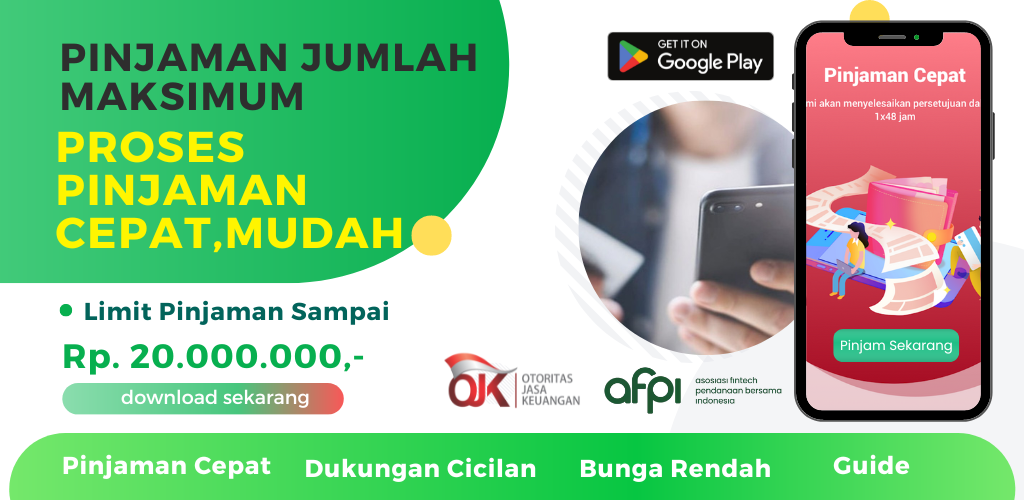 PINJAMAN JUMLAH
MAKSIMUM
PROSES
PINJAMAN
CEPAT,MUDAH
Limit Pinjaman Sampai
Rp. 20.000.000,-
download sekarang
GET IT ON
Google Play
Pinjaman Cepat
mi akan menyelesaikan persetujuan da
1x48 jam
Pinjam Sekarang
OJK
OTORITAS
JASA
KEUANGAN
afpi
asosiasi fintech
pendanaan bersama
indonesia
Pinjaman Cepat
Dukungan Cicilan
Bunga Rendah
Guide